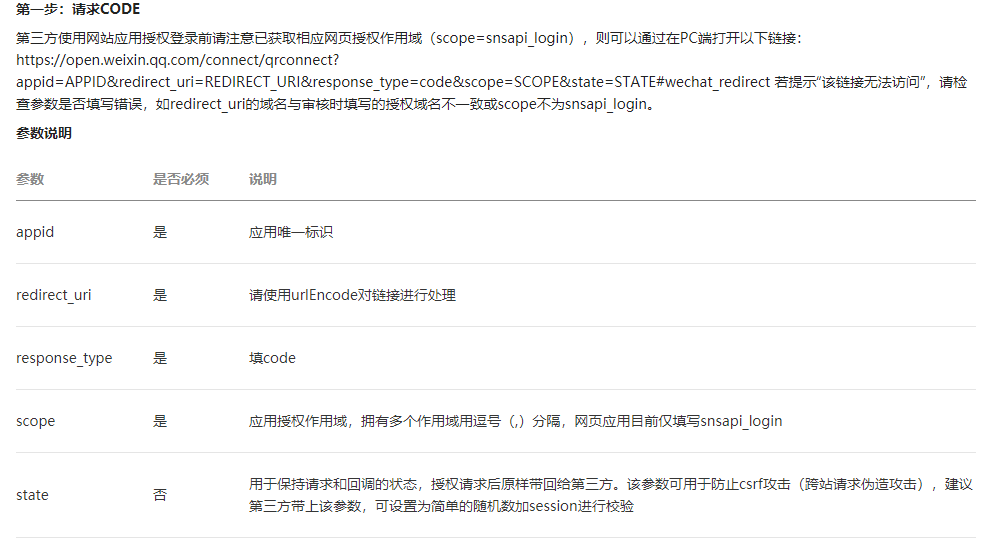 第一步：请求CODE
第三方使用网站应用授权登录前请注意已获取相应网页授权作用域（scope=snsapi_login），则可以通过在PC端打开以下链接：
https://open.weixin.qq.com/connect/qrconnect?
appid=APPID&redirect_uri=REDIRECT_URI&response_type=code&scope=SCOPE&state=STATE#wechat_redirect 若提示“该链接无法访问”，请检
查参数是否填写错误，如redirect_uri的域名与审核时填写的授权域名不一致或scope不为snsapi_login。
参数说明
参数 是否必须 说明
appid 是 应用唯一标识
redirect_uri 是 请使用urlEncode对链接进行处理
response_type 是 填code
scope 是 应用授权作用域，拥有多个作用域用逗号（,）分隔，网页应用目前仅填写snsapi_login
state 否 用于保持请求和回调的状态，授权请求后原样带回给第三方。该参数可用于防止csrf攻击（跨站请求伪造攻击），建议
第三方带上该参数，可设置为简单的随机数加session进行校验